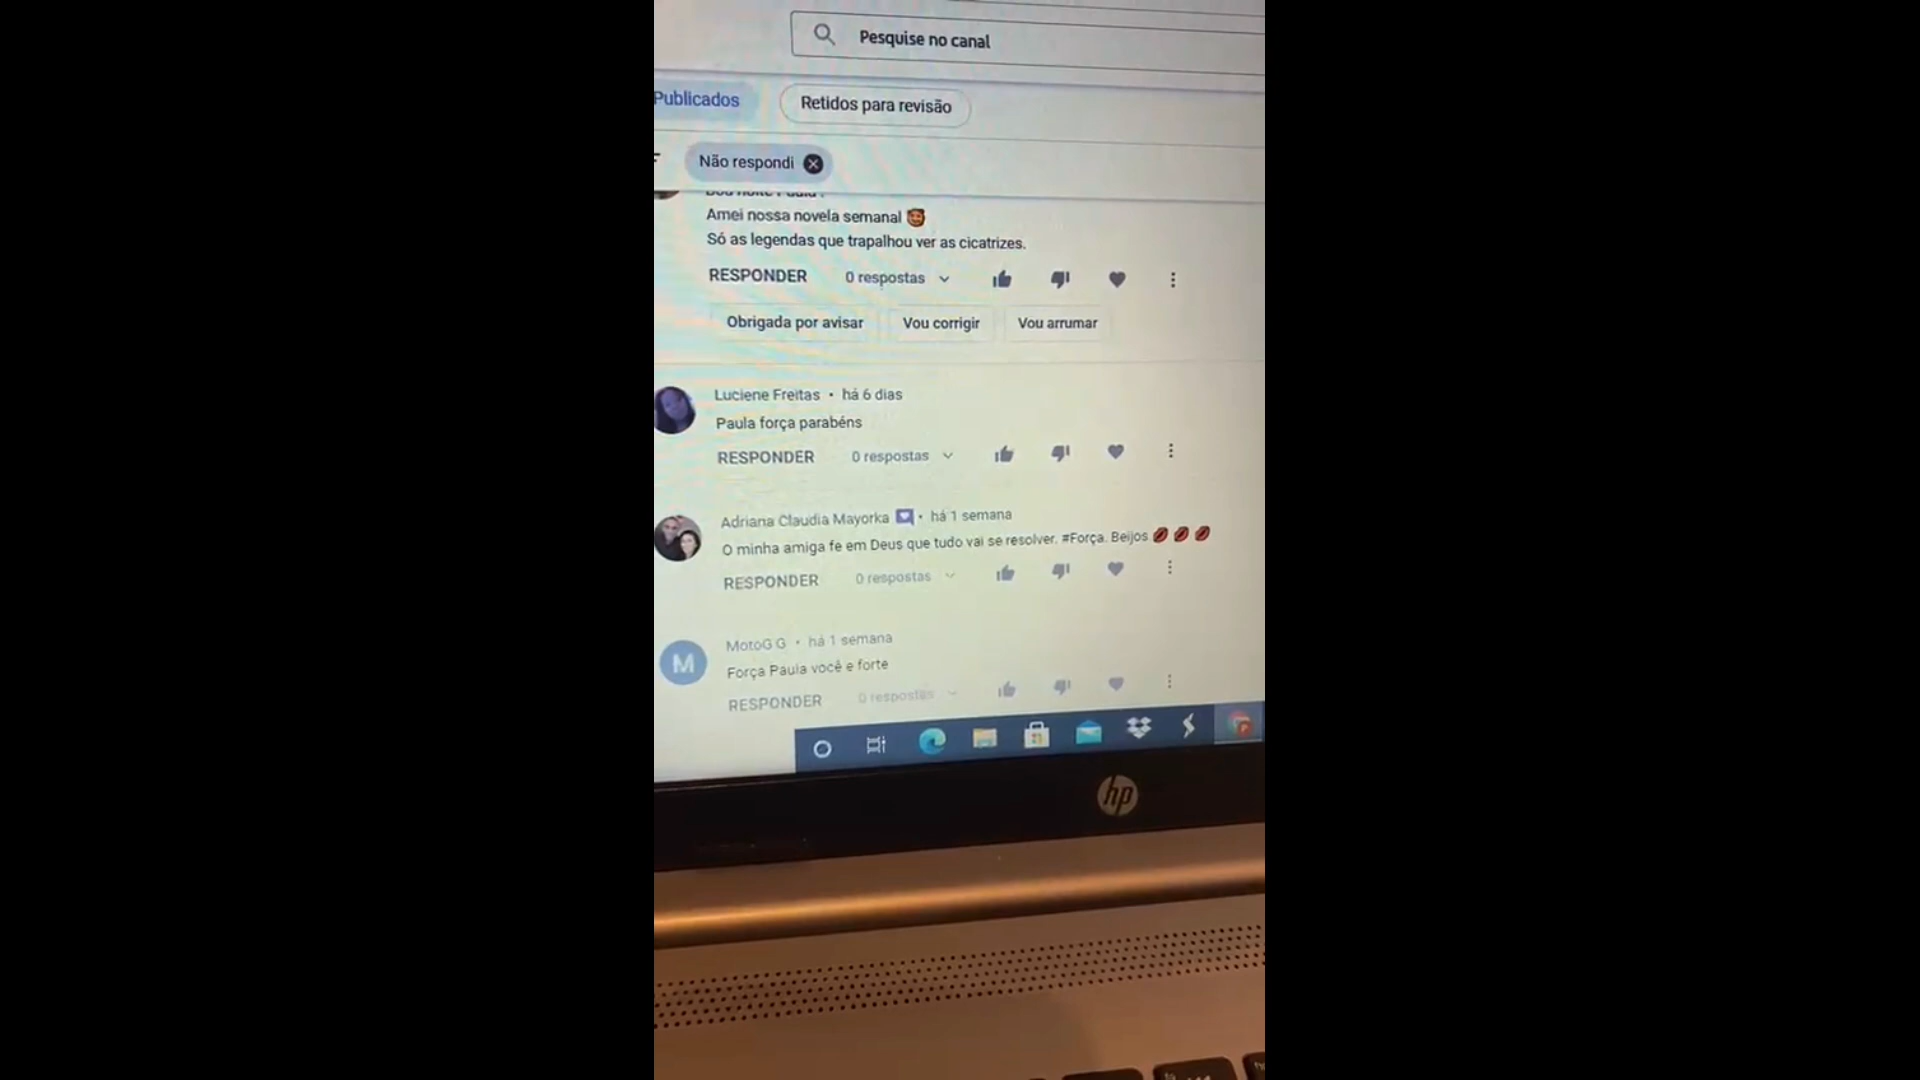 Pesquise no canal
Publicados
Retidos para revisão
Não respondi
Amei nossa novela semanal
Só as legendas que trapalhou ver as cicatrizes.
RESPONDER 0 respostas
Obrigada por avisar Vou corrigir Vou arrumar
Luciene Freitas • há 6 dias
Paula força parabéns
RESPONDER 0 respostas
Adriana Claudia Mayorka • há 1 semana
O minha amiga fe em Deus que tudo vai se resolver. #Força. Beijos
RESPONDER 0 respostas
M
MotoG G • há 1 semana
Força Paula você e forte
RESPONDER 0 respostas
hp